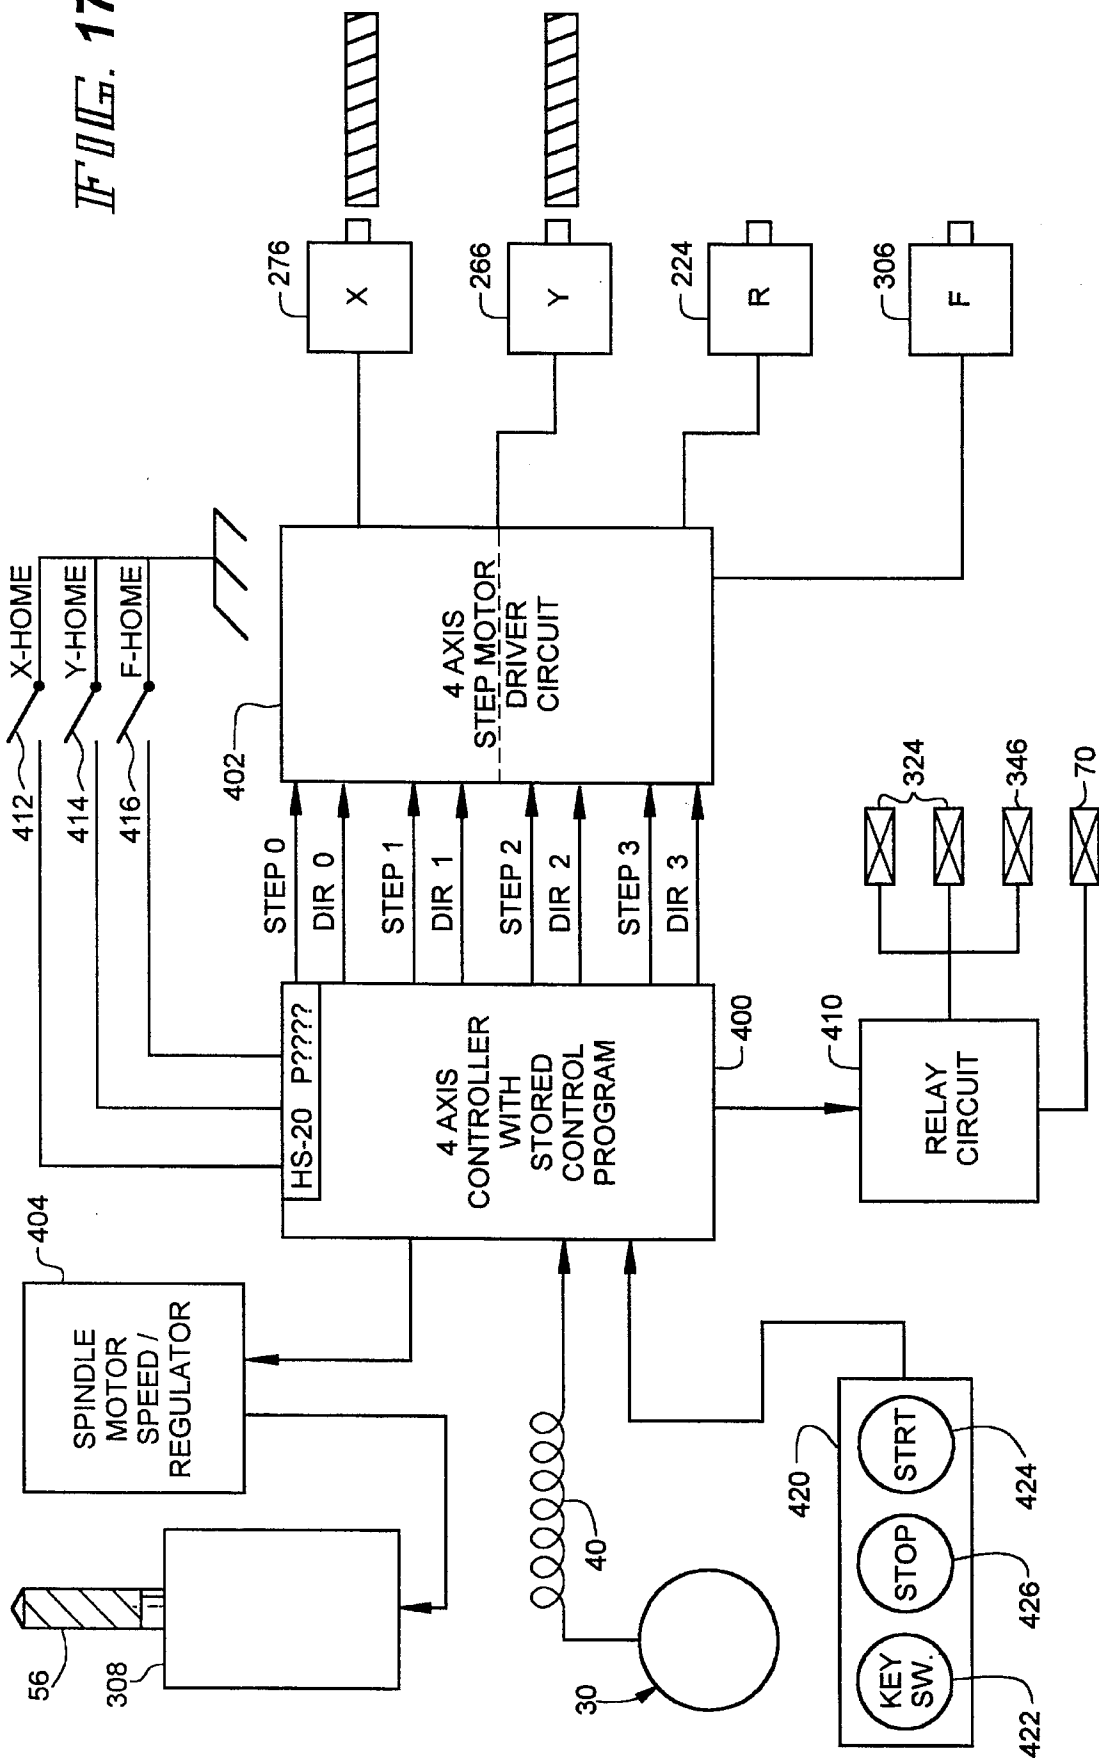 FIG. 17
56
308
SPINDLE
MOTOR
SPEED /
REGULATOR
404
412
X-HOME
414
Y-HOME
416
F-HOME
HS-20 P????
4 AXIS
CONTROLLER
WITH
STORED
CONTROL
PROGRAM
400
STEP 0
DIR 0
STEP 1
DIR 1
STEP 2
DIR 2
STEP 3
DIR 3
402
4 AXIS
STEP MOTOR
DRIVER
CIRCUIT
276
X
266
Y
224
R
306
F
30
40
420
KEY
SW.
STOP
STRT
422
426
424
410
RELAY
CIRCUIT
324
346
70